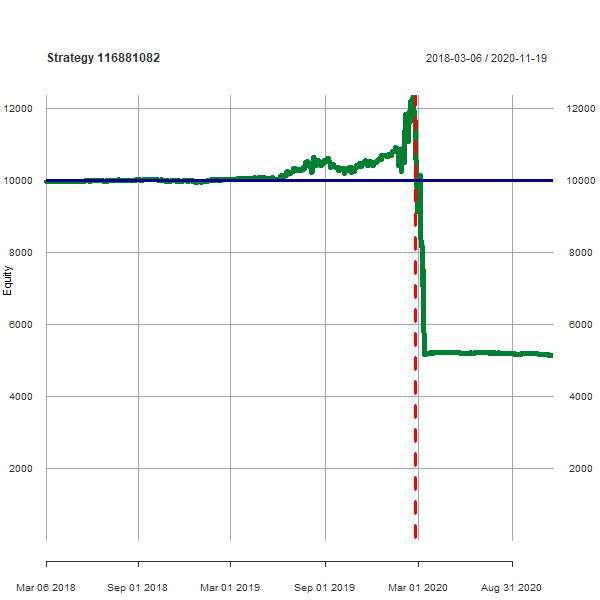 Strategy 116881082
2018-03-06 / 2020-11-19
12000
12000
10000
10000
8000
8000
Equity
6000
6000
4000
4000
2000
2000
Mar 06 2018
Sep 01 2018
Mar 01 2019
Sep 01 2019
Mar 01 2020
Aug 31 2020